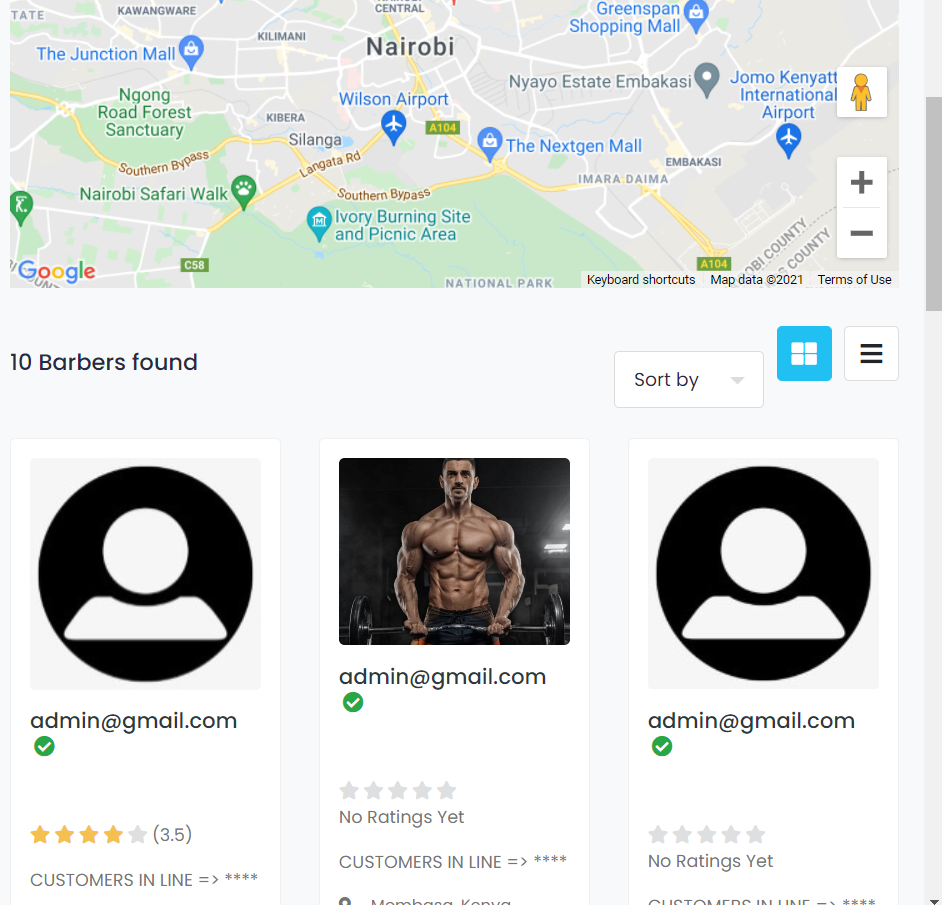 TATE
KAWANGWARE
CENTRAL
Greenspan
Shopping Mall
KILIMANI
Nairobi
The Junction Mall
Nyayo Estate Embakasi
Jomo Kenyatt
International
Airport
Ngong
Road Forest
Sanctuary
Wilson Airport
KIBERA
A104
Silanga
The Nextgen Mall
Southern Bypass
Langata Rd
EMBAKASI
IMARA DAIMA
Nairobi Safari Walk
Southern Bypass
Ivory Burning Site
and Picnic Area
OBI COUNTY
S COUNTY
C58
A104
Google
NATIONAL PARK
Keyboard shortcuts Map data ©2021 Terms of Use
10 Barbers found
Sort by
admin@gmail.com
(3.5)
CUSTOMERS IN LINE => ****
admin@gmail.com
No Ratings Yet
CUSTOMERS IN LINE => ****
Mombasa, Kenya
admin@gmail.com
No Ratings Yet
CUSTOMERS IN LINE => ****